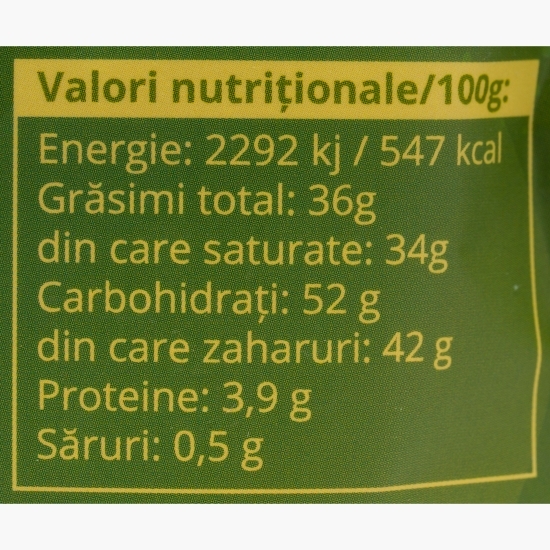 Valori nutriționale/100g:
Energie: 2292 kj / 547 kcal
Grăsimi total: 36g
din care saturate: 34g
Carbohidrați: 52 g
din care zaharuri: 42 g
Proteine: 3,9 g
Săruri: 0,5 g